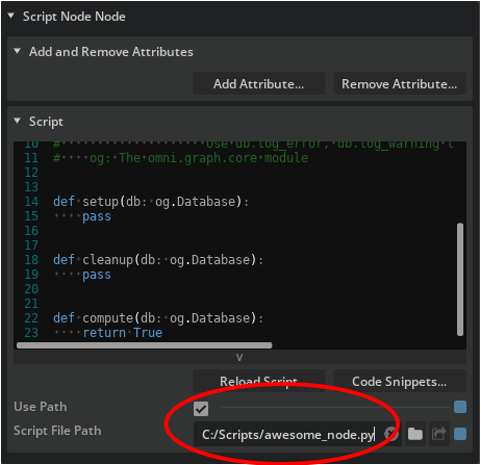 Script Node Node
Add and Remove Attributes
Add Attribute...
Remove Attribute...
Script
10 #····················Use·db.log_error,·db.log_warning
11 #····og:·The·omni.graph.core·module
12
13
14 def·setup(db:·og.Database):
15 ····pass
16
17
18 def·cleanup(db:·og.Database):
19 ····pass
20
21
22 def·compute(db:·og.Database):
23 ····return·True
Reload Script
Code Snippets...
Use Path
Script File Path
C:/Scripts/awesome_node.py